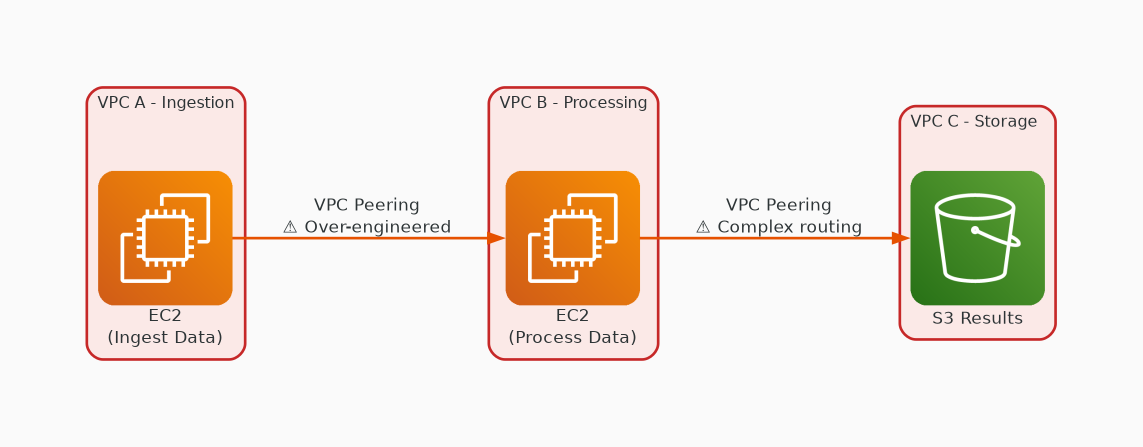 VPC A - Ingestion
EC2
(Ingest Data)
VPC Peering
⚠ Over-engineered
VPC B - Processing
EC2
(Process Data)
VPC Peering
⚠ Complex routing
VPC C - Storage
S3 Results